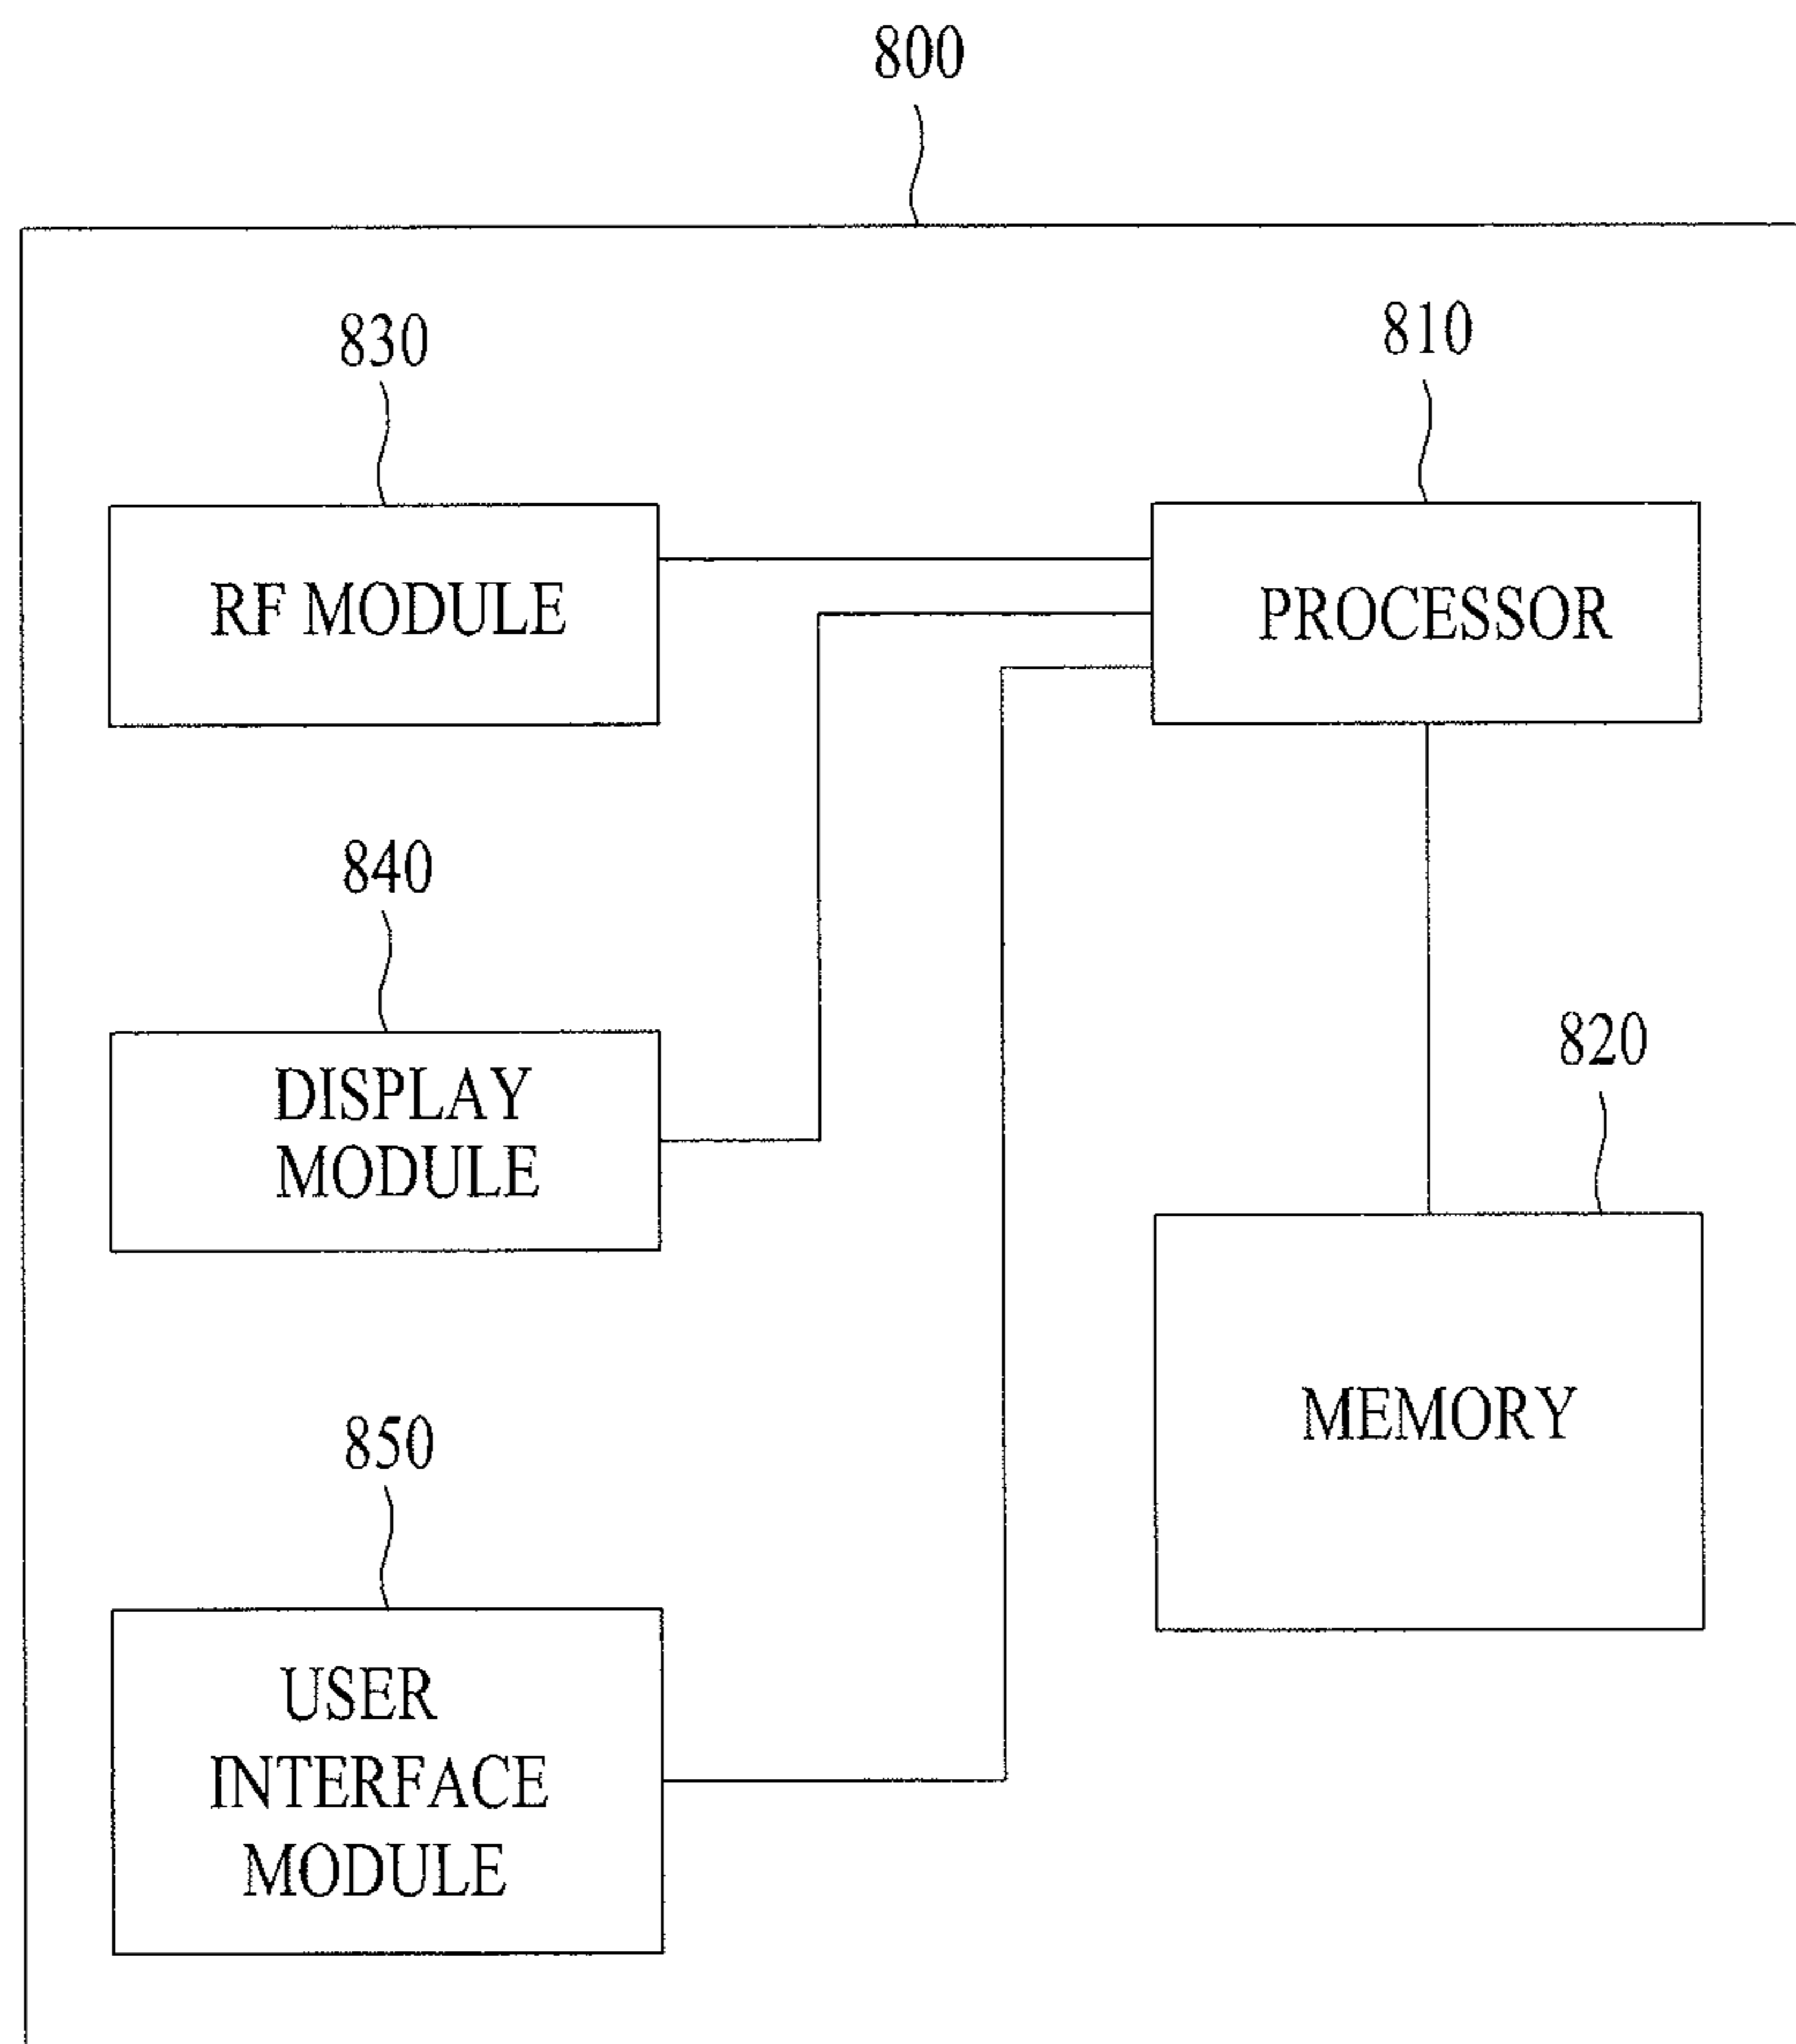 800
830
810
RF MODULE
PROCESSOR
840
DISPLAY
MODULE
820
MEMORY
850
USER
INTERFACE
MODULE